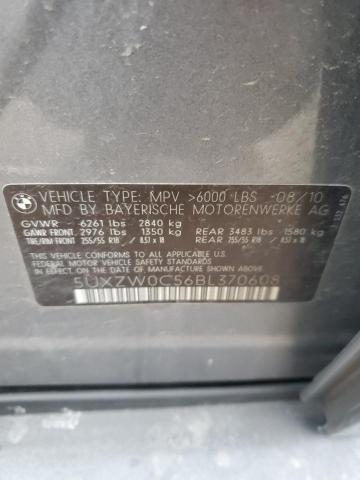 VEHICLE TYPE: MPV >6000 LBS -08/10
MFD BY BAYERISCHE MOTORENWERKE AG
GVWR - 6261 lbs 2840 kg
GAWR FRONT: 2976 lbs 1350 kg REAR 3483 lbs 1580 kg
TIRE/RIM FRONT 255/55 R18 // 8.5J x 18 REAR 255/55 R18 // 8.5J x 18
THIS VEHICLE CONFORMS TO ALL APPLICABLE
FEDERAL MOTOR VEHICLE SAFETY STANDARDS IN EFFECT
ON THE DATE OF MANUFACTURE SHOWN ABOVE.
5UXZW0C56BL370608